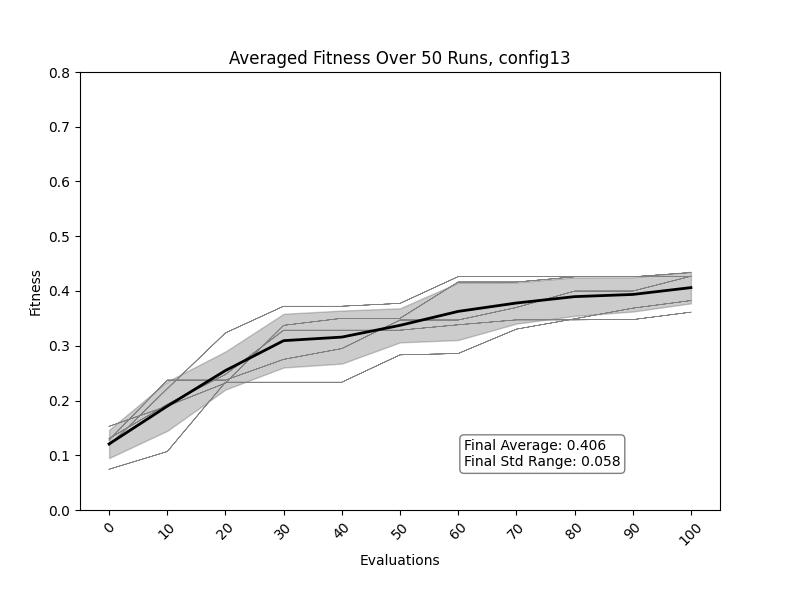 Averaged Fitness Over 50 Runs, config13
0.8
0.7
0.6
0.5
0.4
0.3
0.2
0.1
0.0
Fitness
Final Average: 0.406
Final Std Range: 0.058
0 10 20 30 40 50 60 70 80 90 100
Evaluations